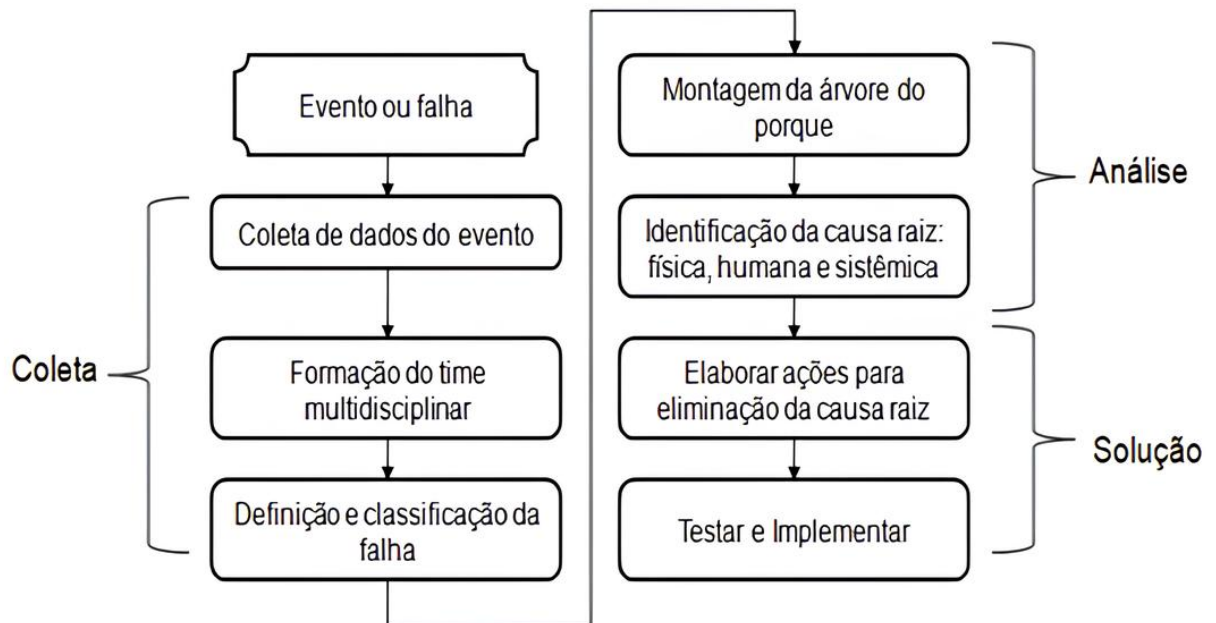 Evento ou falha
Coleta de dados do evento
Formação do time
multidisciplinar
Definição e classificação da
falha
Coleta
Montagem da árvore do
porque
Identificação da causa raiz:
física, humana e sistêmica
Análise
Elaborar ações para
eliminação da causa raiz
Testar e Implementar
Solução